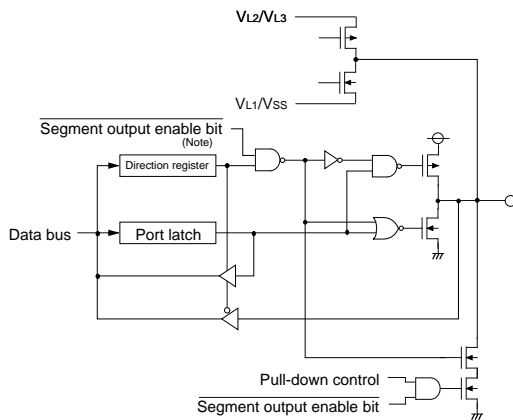 VL2/VL3
VL1/VSS
Segment output enable bit
(Note)
Direction register
Data bus
Port latch
Pull-down control
Segment output enable bit